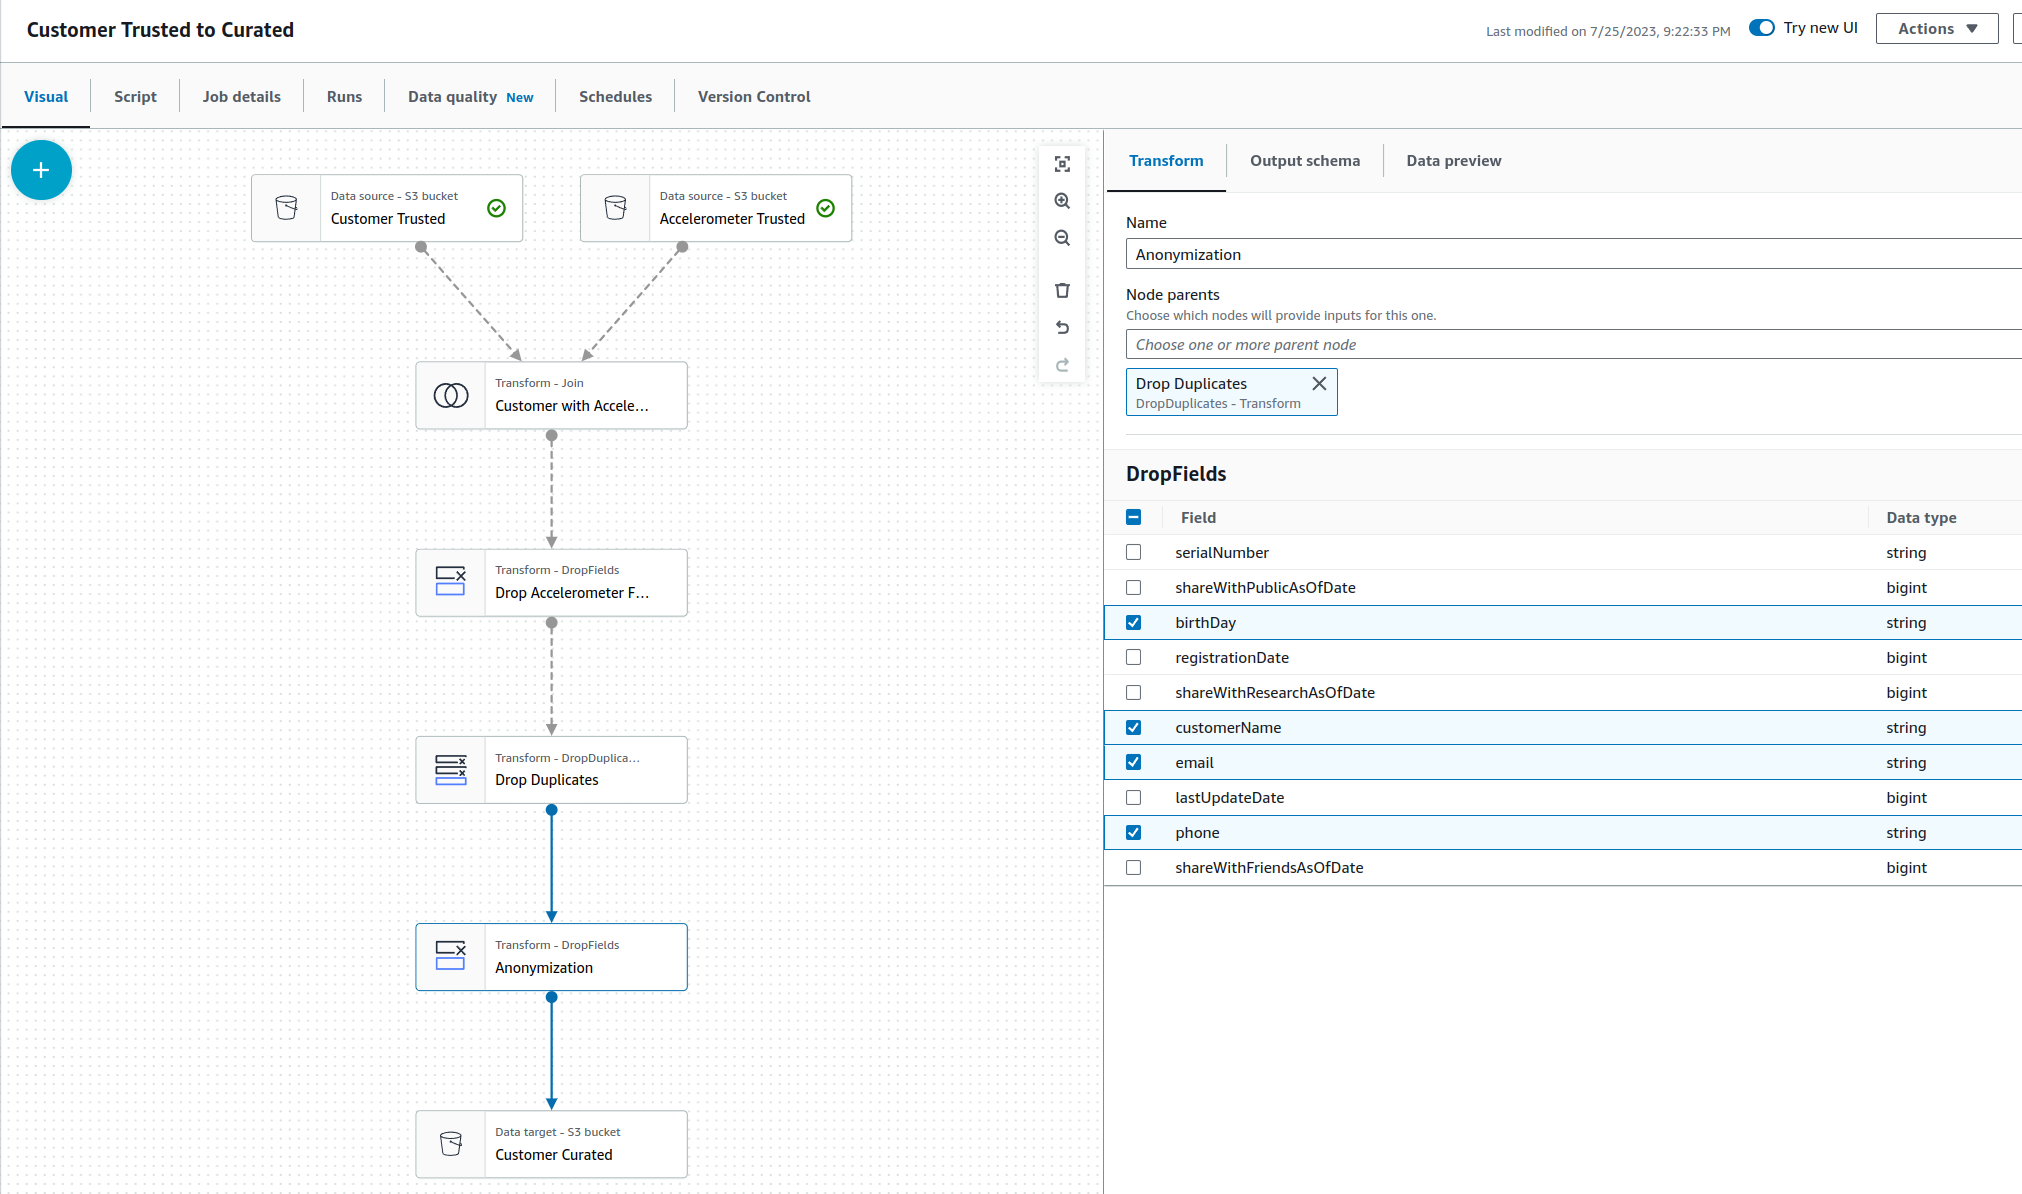 Customer Trusted to Curated
Last modified on 7/25/2023, 9:22:33 PM
Try new UI
Actions
Visual
Script
Job details
Runs
Data quality New
Schedules
Version Control
Data source - S3 bucket
Customer Trusted
Data source - S3 bucket
Accelerometer Trusted
Transform - Join
Customer with Accele...
Transform - DropFields
Drop Accelerometer F...
Transform - DropDuplica...
Drop Duplicates
Transform - DropFields
Anonymization
Data target - S3 bucket
Customer Curated
Transform
Output schema
Data preview
Name
Anonymization
Node parents
Choose which nodes will provide inputs for this one.
Choose one or more parent node
Drop Duplicates
DropDuplicates - Transform
DropFields
Field Data type
serialNumber string
shareWithPublicAsOfDate bigint
birthDay string
registrationDate bigint
shareWithResearchAsOfDate bigint
customerName string
email string
lastUpdateDate bigint
phone string
shareWithFriendsAsOfDate bigint